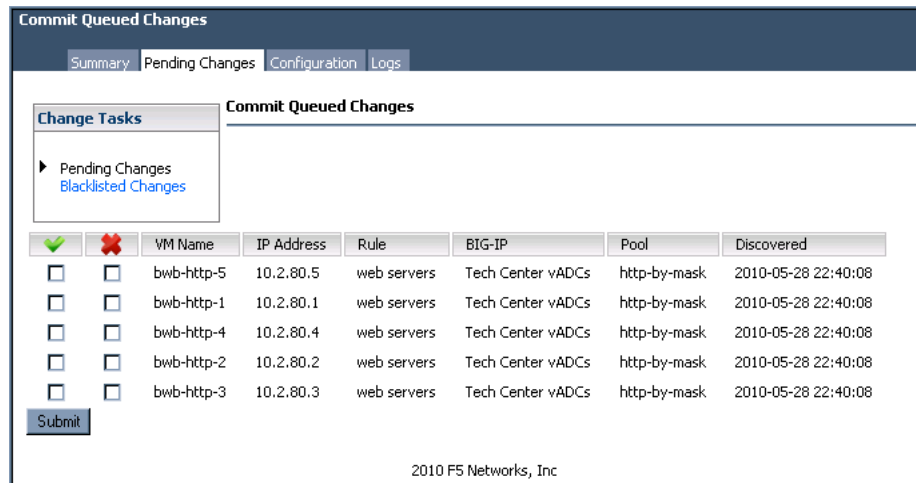 Commit Queued Changes
Summary Pending Changes Configuration Logs
Change Tasks
Pending Changes
Blacklisted Changes
Commit Queued Changes
VM Name IP Address Rule BIG-IP Pool Discovered
bwb-http-5 10.2.80.5 web servers Tech Center vADCs http-by-mask 2010-05-28 22:40:08
bwb-http-1 10.2.80.1 web servers Tech Center vADCs http-by-mask 2010-05-28 22:40:08
bwb-http-4 10.2.80.4 web servers Tech Center vADCs http-by-mask 2010-05-28 22:40:08
bwb-http-2 10.2.80.2 web servers Tech Center vADCs http-by-mask 2010-05-28 22:40:08
bwb-http-3 10.2.80.3 web servers Tech Center vADCs http-by-mask 2010-05-28 22:40:08
Submit
2010 F5 Networks, Inc